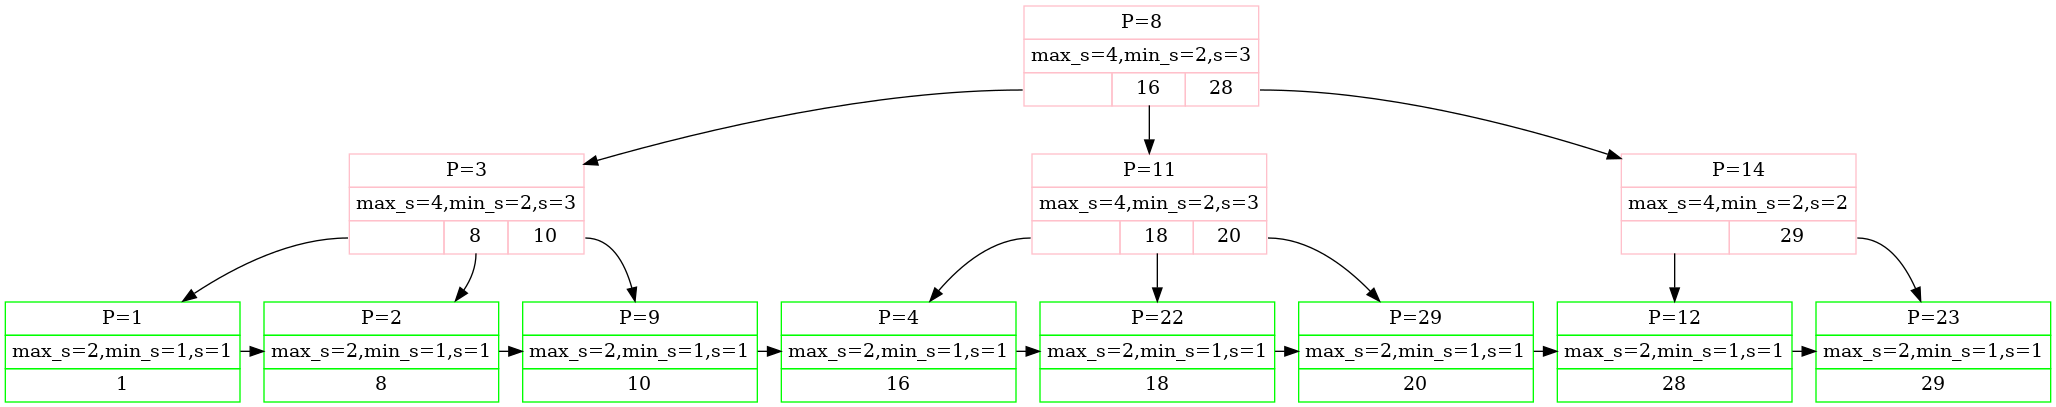 P=8
max_s=4,min_s=2,s=3
16 28
P=3 P=11 P=14
max_s=4,min_s=2,s=3 max_s=4,min_s=2,s=3 max_s=4,min_s=2,s=2
8 10 18 20 29
P=1 P=2 P=9 P=4 P=22 P=29 P=12 P=23
max_s=2,min_s=1,s=1 max_s=2,min_s=1,s=1 max_s=2,min_s=1,s=1 max_s=2,min_s=1,s=1 max_s=2,min_s=1,s=1 max_s=2,min_s=1,s=1 max_s=2,min_s=1,s=1 max_s=2,min_s=1,s=1
1 8 10 16 18 20 28 29